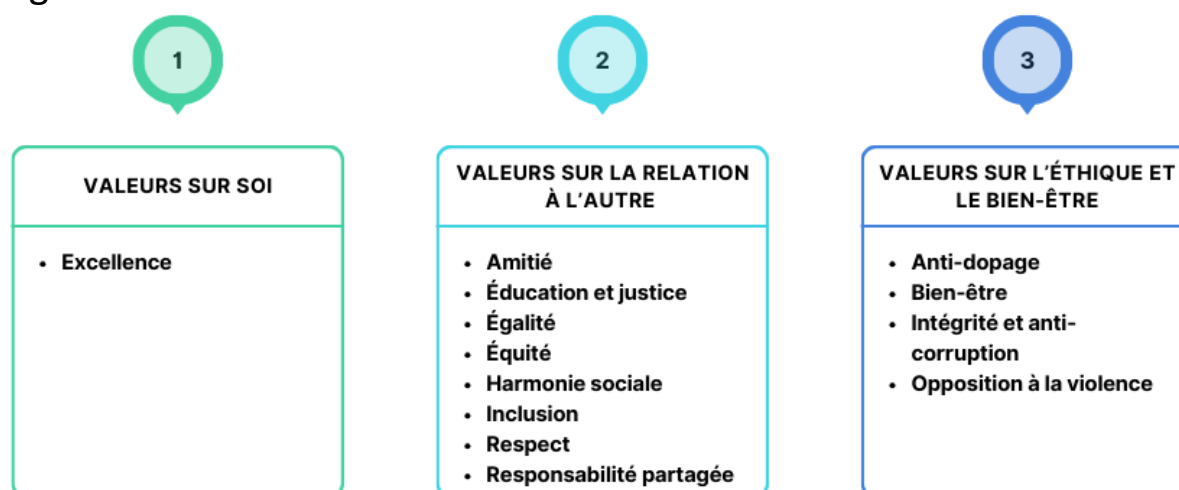 1
VALEURS SUR SOI
• Excellence
2
VALEURS SUR LA RELATION
À L'AUTRE
• Amitié
• Éducation et justice
• Égalité
• Équité
• Harmonie sociale
• Inclusion
• Respect
• Responsabilité partagée
3
VALEURS SUR L'ÉTHIQUE ET
LE BIEN-ÊTRE
• Anti-dopage
• Bien-être
• Intégrité et anti-
corruption
• Opposition à la violence